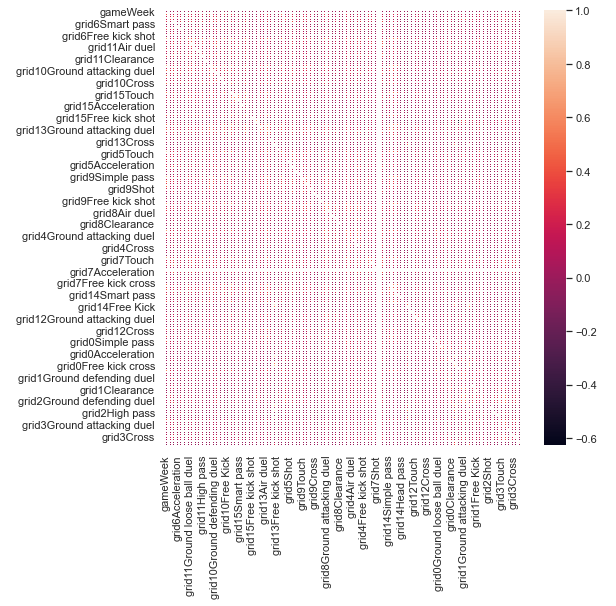 gameWeek
grid6Smart pass
grid6Free kick shot
grid11Air duel
grid11Clearance
grid10Ground attacking duel
grid10Cross
grid15Touch
grid15Acceleration
grid15Free kick shot
grid13Ground attacking duel
grid13Cross
grid5Touch
grid5Acceleration
grid9Simple pass
grid9Shot
grid9Free kick shot
grid8Air duel
grid8Clearance
grid4Ground attacking duel
grid4Cross
grid7Touch
grid7Acceleration
grid7Free kick cross
grid14Smart pass
grid14Free Kick
grid12Ground attacking duel
grid12Cross
grid0Simple pass
grid0Acceleration
grid0Free kick cross
grid1Ground defending duel
grid1Clearance
grid2Ground defending duel
grid2High pass
grid3Ground attacking duel
grid3Cross
gameWeek
grid6Acceleration
grid11Ground loose ball duel
grid11High pass
grid10Ground defending duel
grid10Free Kick
grid15Smart pass
grid15Free kick shot
grid13Air duel
grid13Free kick shot
grid5Shot
grid9Touch
grid9Cross
grid8Ground attacking duel
grid8Clearance
grid4Air duel
grid4Free kick shot
grid7Shot
grid14Simple pass
grid14Head pass
grid12Touch
grid12Cross
grid0Ground loose ball duel
grid0Clearance
grid1Ground attacking duel
grid1Free Kick
grid2Shot
grid3Touch
grid3Cross
1.0
0.8
0.6
0.4
0.2
0.0
−0.2
−0.4
−0.6